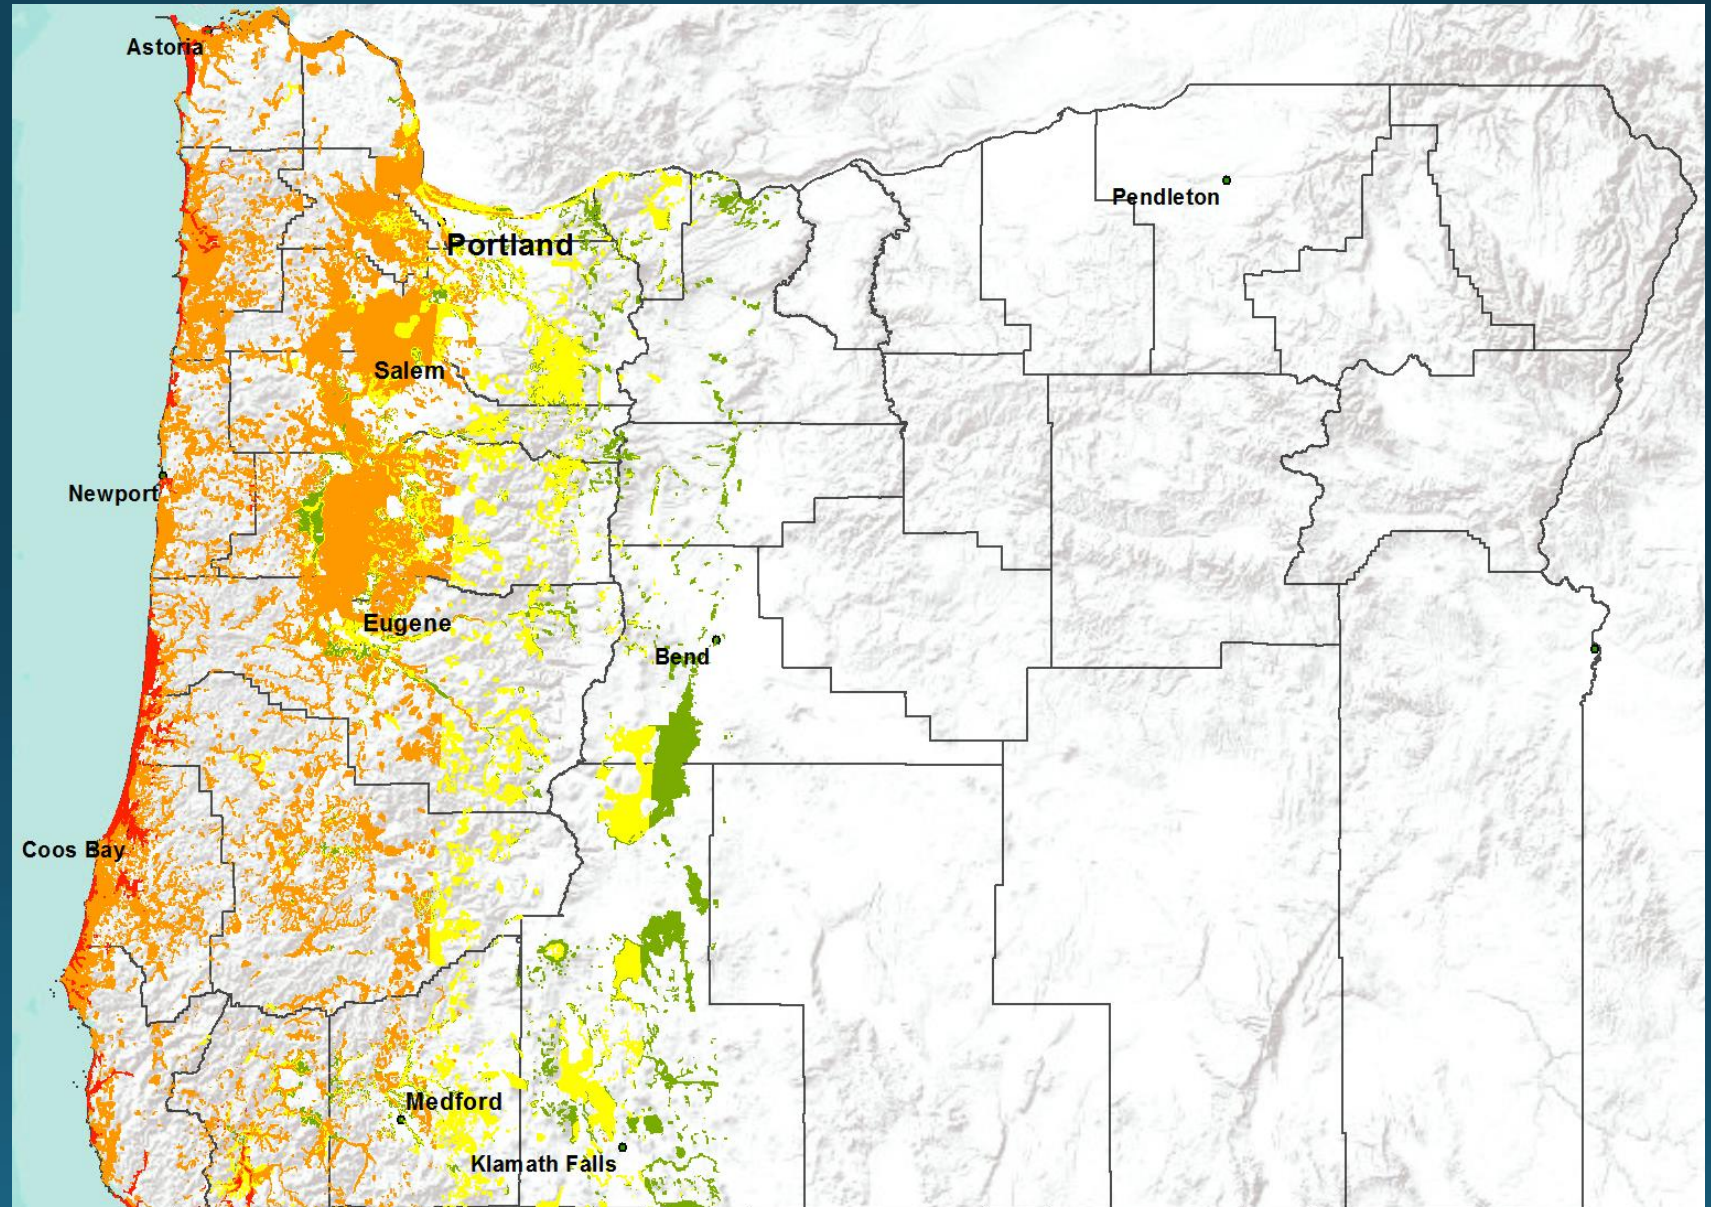 Astoria
Pendleton
Portland
Salem
Newport
Eugene
Bend
Coos Bay
Medford
Klamath Falls